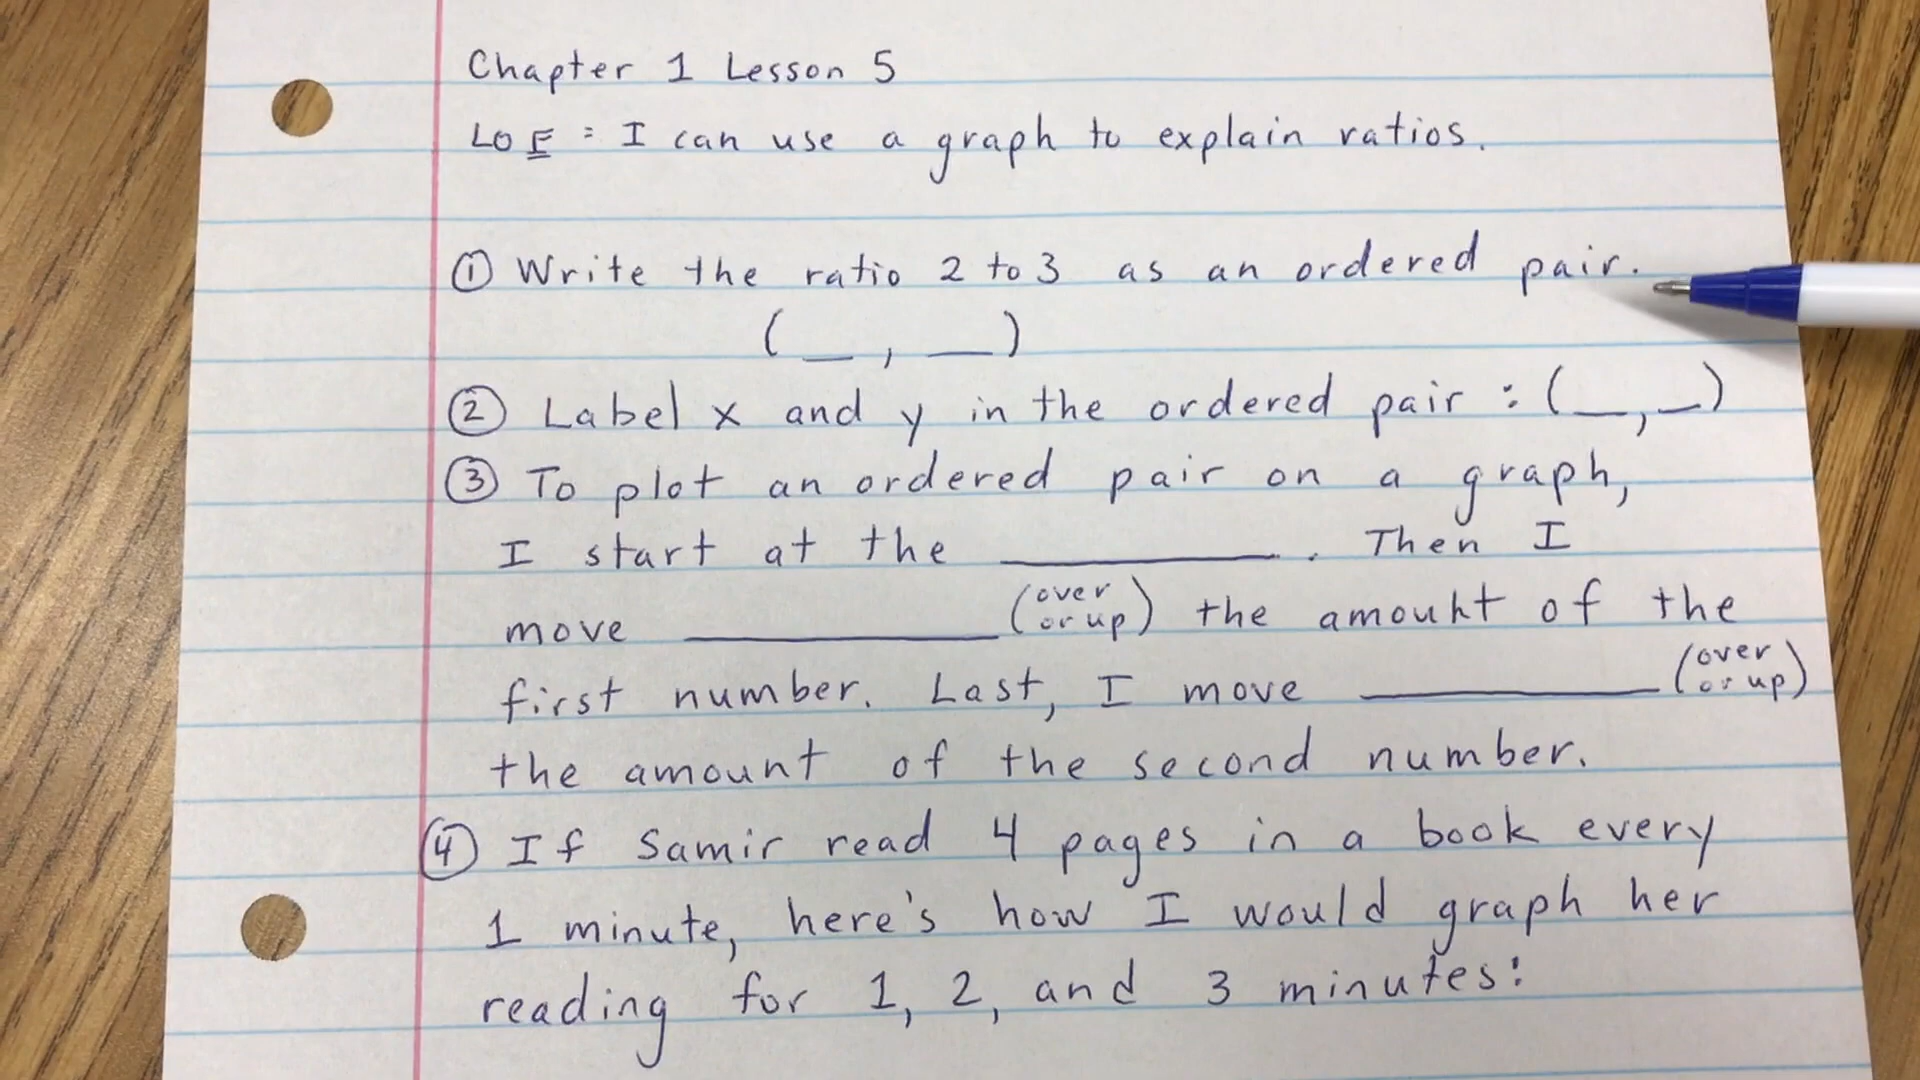 Chapter 1 Lesson 5
LOE: I can use a graph to explain ratios.
① Write the ratio 2 to 3 as an ordered pair.
( __ , __ )
② Label x and y in the ordered pair : ( __ , __ )
③ To plot an ordered pair on a graph,
I start at the ________. Then I
move ________ (over or up) the amount of the
first number. Last, I move ________ (over or up)
the amount of the second number.
④ If Samir read 4 pages in a book every
1 minute, here's how I would graph her
reading for 1, 2, and 3 minutes: